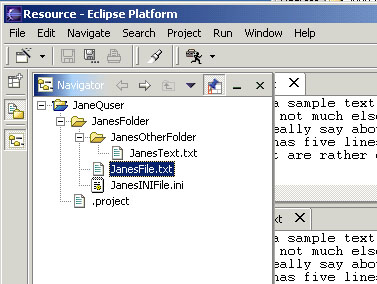 Resource - Eclipse Platform
File Edit Navigate Search Project Run Window Help
Navigator
JaneQuser
JanesFolder
JanesOtherFolder
JanesText.txt
JanesFile.txt
JanesINIFile.ini
.project
t
a sample text
not much else
eally say abov
has five lines
t are rather
xt
a sample text
not much else
eally say abov
has five lines